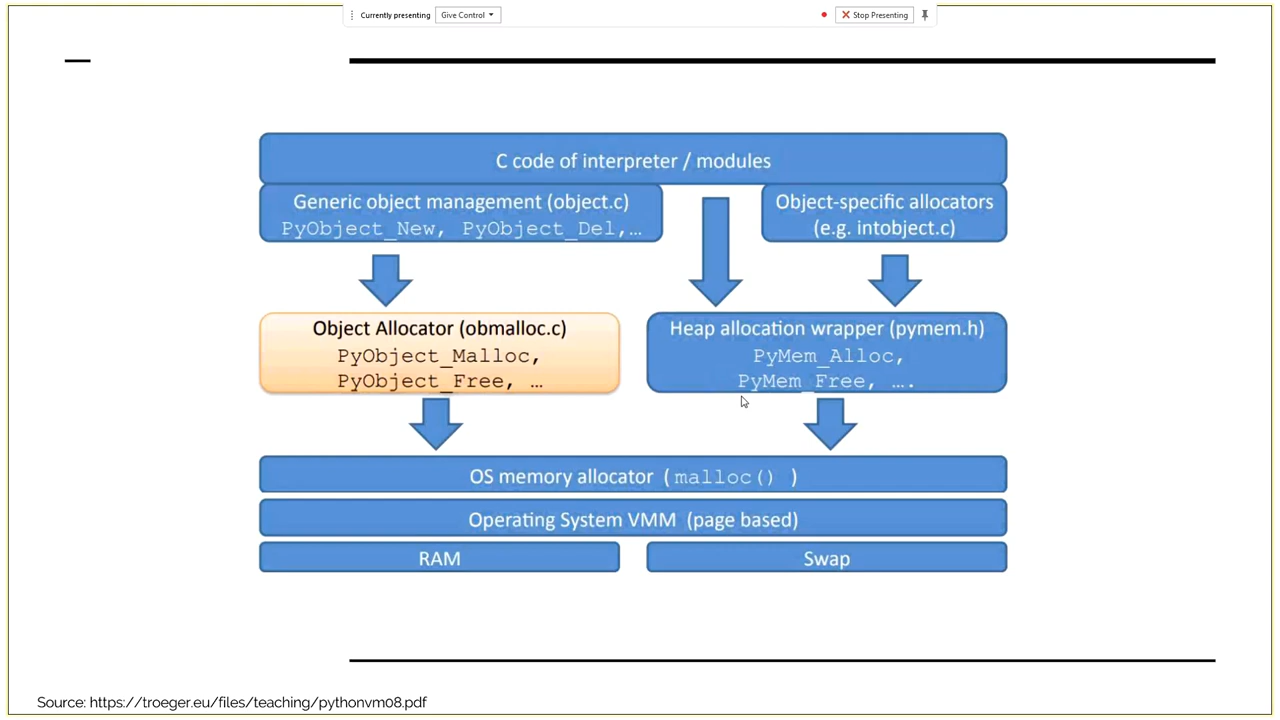 Currently presenting
Give Control
Stop Presenting
C code of interpreter / modules
Generic object management (object.c)
PyObject_New, PyObject_Del,…
Object-specific allocators
(e.g. intobject.c)
Object Allocator (obmalloc.c)
PyObject_Malloc,
PyObject_Free, …
Heap allocation wrapper (pymem.h)
PyMem_Alloc,
PyMem_Free, ….
OS memory allocator ( malloc() )
Operating System VMM (page based)
RAM
Swap
Source: https://troeger.eu/files/teaching/pythonvm08.pdf